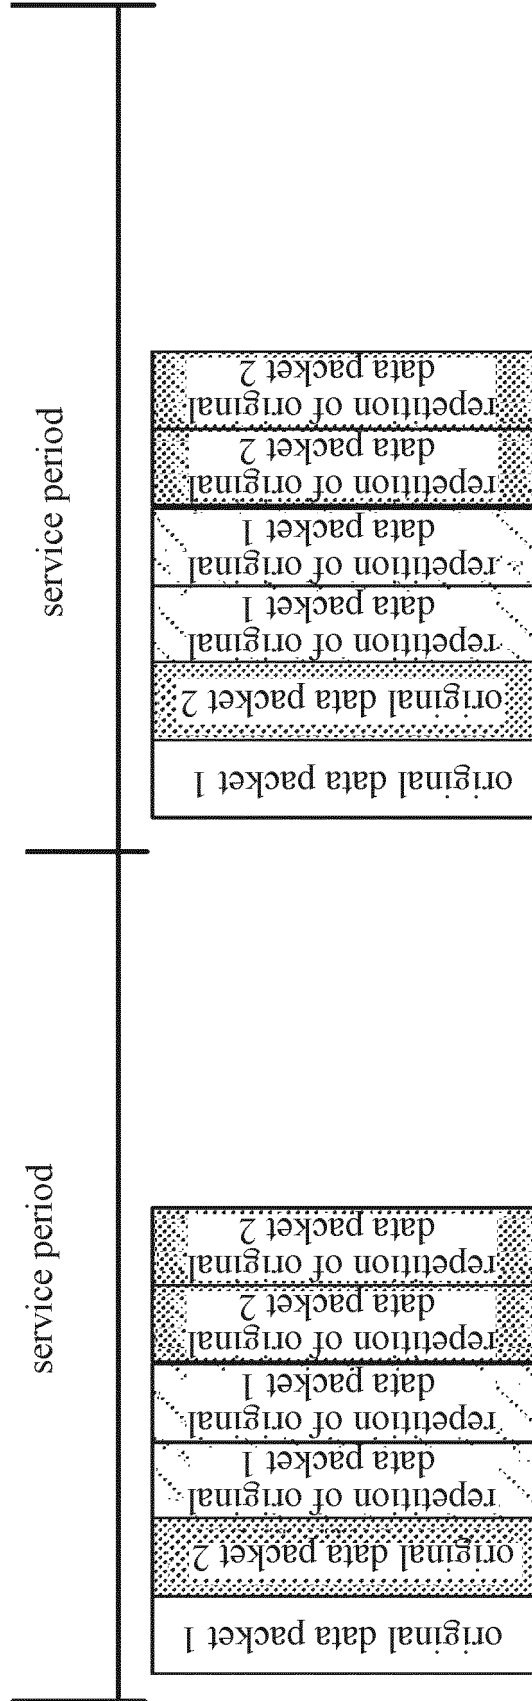 service period
service period
original data packet 1
original data packet 2
repetition of original
data packet 1
repetition of original
data packet 1
repetition of original
data packet 2
repetition of original
data packet 2
original data packet 1
original data packet 2
repetition of original
data packet 1
repetition of original
data packet 1
repetition of original
data packet 2
repetition of original
data packet 2